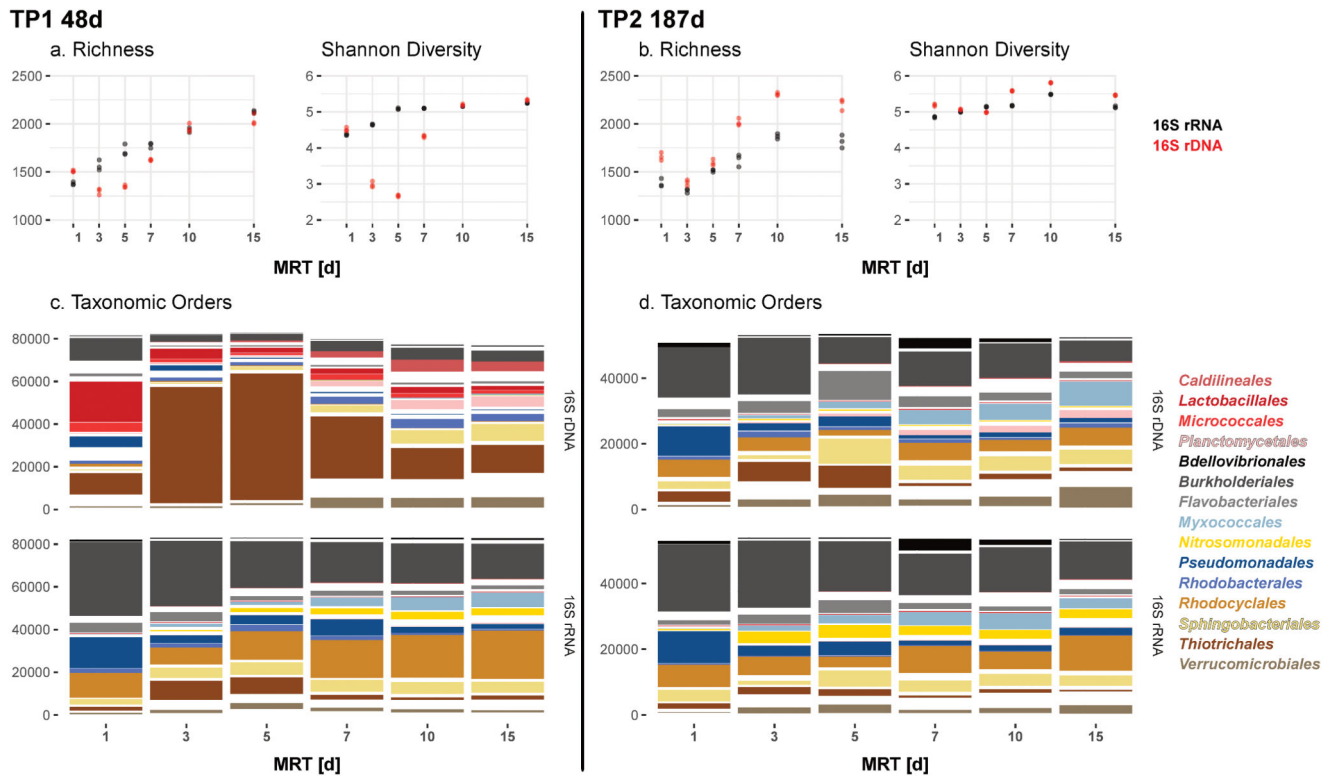 TP1 48d
TP2 187d
a. Richness
Shannon Diversity
b. Richness
Shannon Diversity
2500
2000
1500
1000
1
3
5
7
10
15
6
5
4
3
2
1
3
5
7
10
15
MRT [d]
2500
2000
1500
1000
1
3
5
7
10
15
6
5
4
3
2
1
3
5
7
10
15
MRT [d]
16S rRNA
16S rDNA
c. Taxonomic Orders
80000
60000
40000
20000
0
16S rDNA
80000
60000
40000
20000
0
16S rRNA
1
3
5
7
10
15
MRT [d]
d. Taxonomic Orders
40000
20000
0
16S rDNA
40000
20000
0
16S rRNA
1
3
5
7
10
15
MRT [d]
Caldilineales
Lactobacillales
Micrococcales
Planctomycetales
Bdellovibrionales
Burkholderiales
Flavobacteriales
Myxococcales
Nitrosomonadales
Pseudomonadales
Rhodobacterales
Rhodocyclales
Sphingobacteriales
Thiotrichales
Verrucomicrobiales